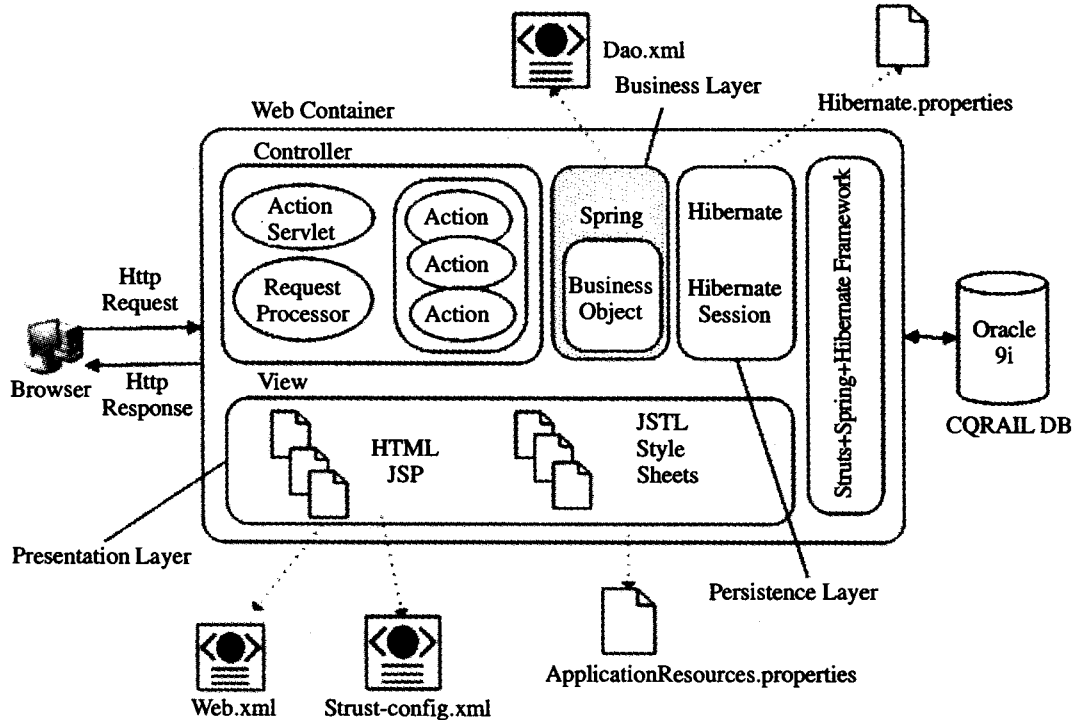 Dao.xml
Business Layer
Hibernate.properties
Web Container
Controller
Action
Servlet
Request
Processor
Action
Action
Action
Spring
Business
Object
Hibernate
Hibernate
Session
Struts+Spring+Hibernate Framework
Http
Request
Browser
Http
Response
Oracle
9i
CQRAIL DB
View
HTML
JSP
JSTL
Style
Sheets
Presentation Layer
Persistence Layer
Web.xml
Strust-config.xml
ApplicationResources.properties